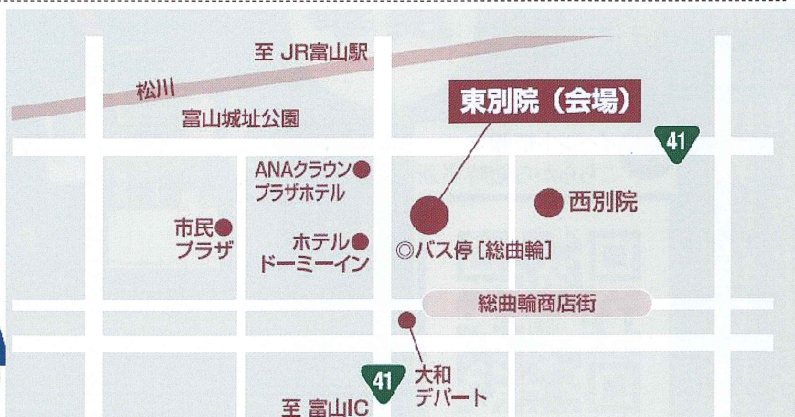 至 JR富山駅
松川
富山城址公園
東別院（会場）
41
ANAクラウン
プラザホテル
西別院
市民
プラザ
ホテル
ドーミーイン
◎バス停［総曲輪］
総曲輪商店街
41
大和
デパート
至 富山IC